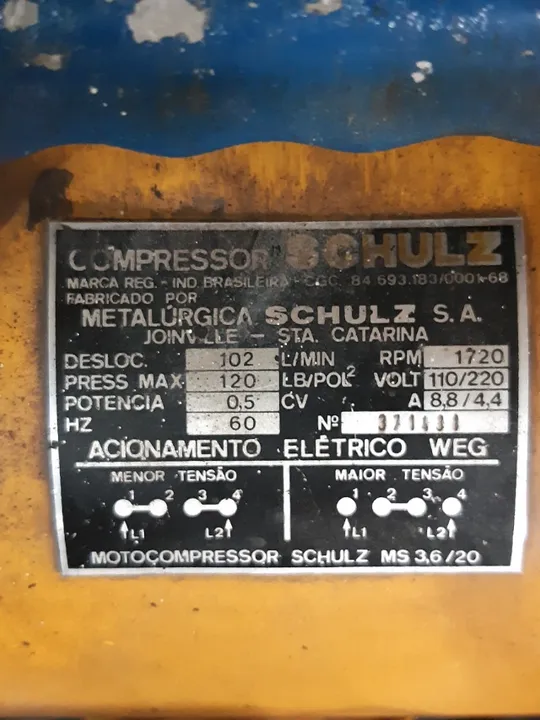 COMPRESSOR SCHULZ
MARCA REG. - IND. BRASILEIRA - CGC. 84.693.183/0001-68
FABRICADO POR
METALÚRGICA SCHULZ S.A.
JOINVILLE - STA. CATARINA
DESLOC. 102 L/MIN RPM 1720
PRESS MAX 120 LB/POL² VOLT 110/220
POTENCIA 0,5 CV A 8,8/4,4
HZ 60 Nº
ACIONAMENTO ELÉTRICO WEG
MENOR TENSÃO MAIOR TENSÃO
1 2 3 4 1 2 3 4
L1 L2 L1 L2
MOTOCOMPRESSOR SCHULZ MS 3,6/20